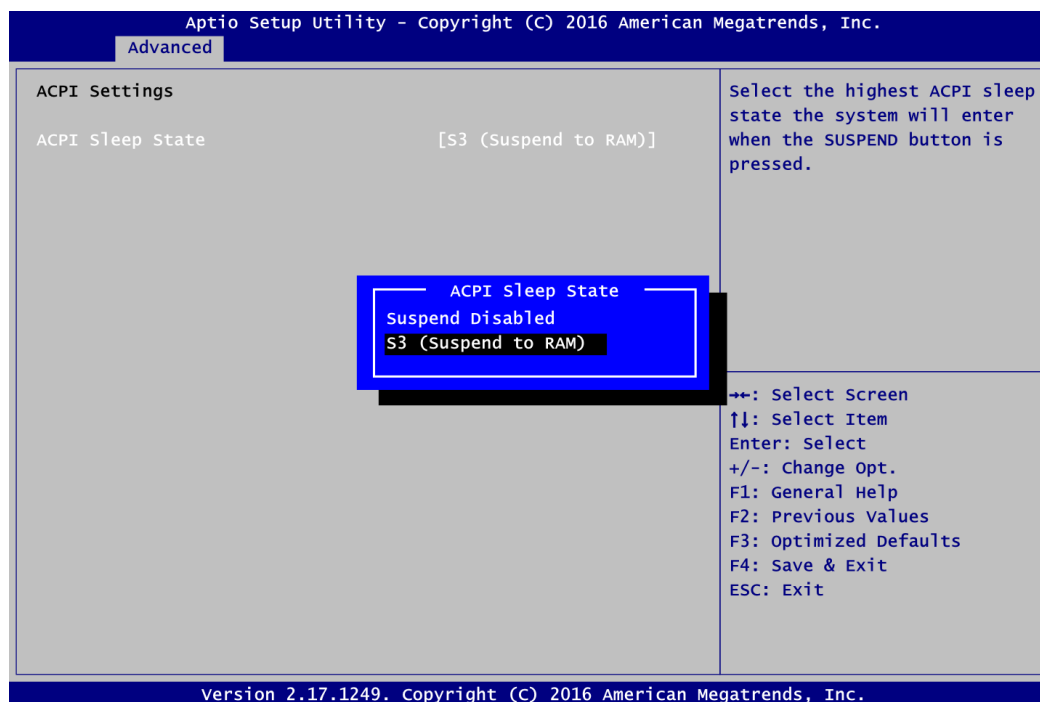 Aptio Setup Utility - Copyright (C) 2016 American Megatrends, Inc.
Advanced
ACPI Settings
ACPI Sleep State [S3 (Suspend to RAM)]
Select the highest ACPI sleep
state the system will enter
when the SUSPEND button is
pressed.
ACPI Sleep State
Suspend Disabled
S3 (Suspend to RAM)
→←: Select Screen
↑↓: Select Item
Enter: Select
+/-: Change Opt.
F1: General Help
F2: Previous Values
F3: Optimized Defaults
F4: Save & Exit
ESC: Exit
Version 2.17.1249. Copyright (C) 2016 American Megatrends, Inc.